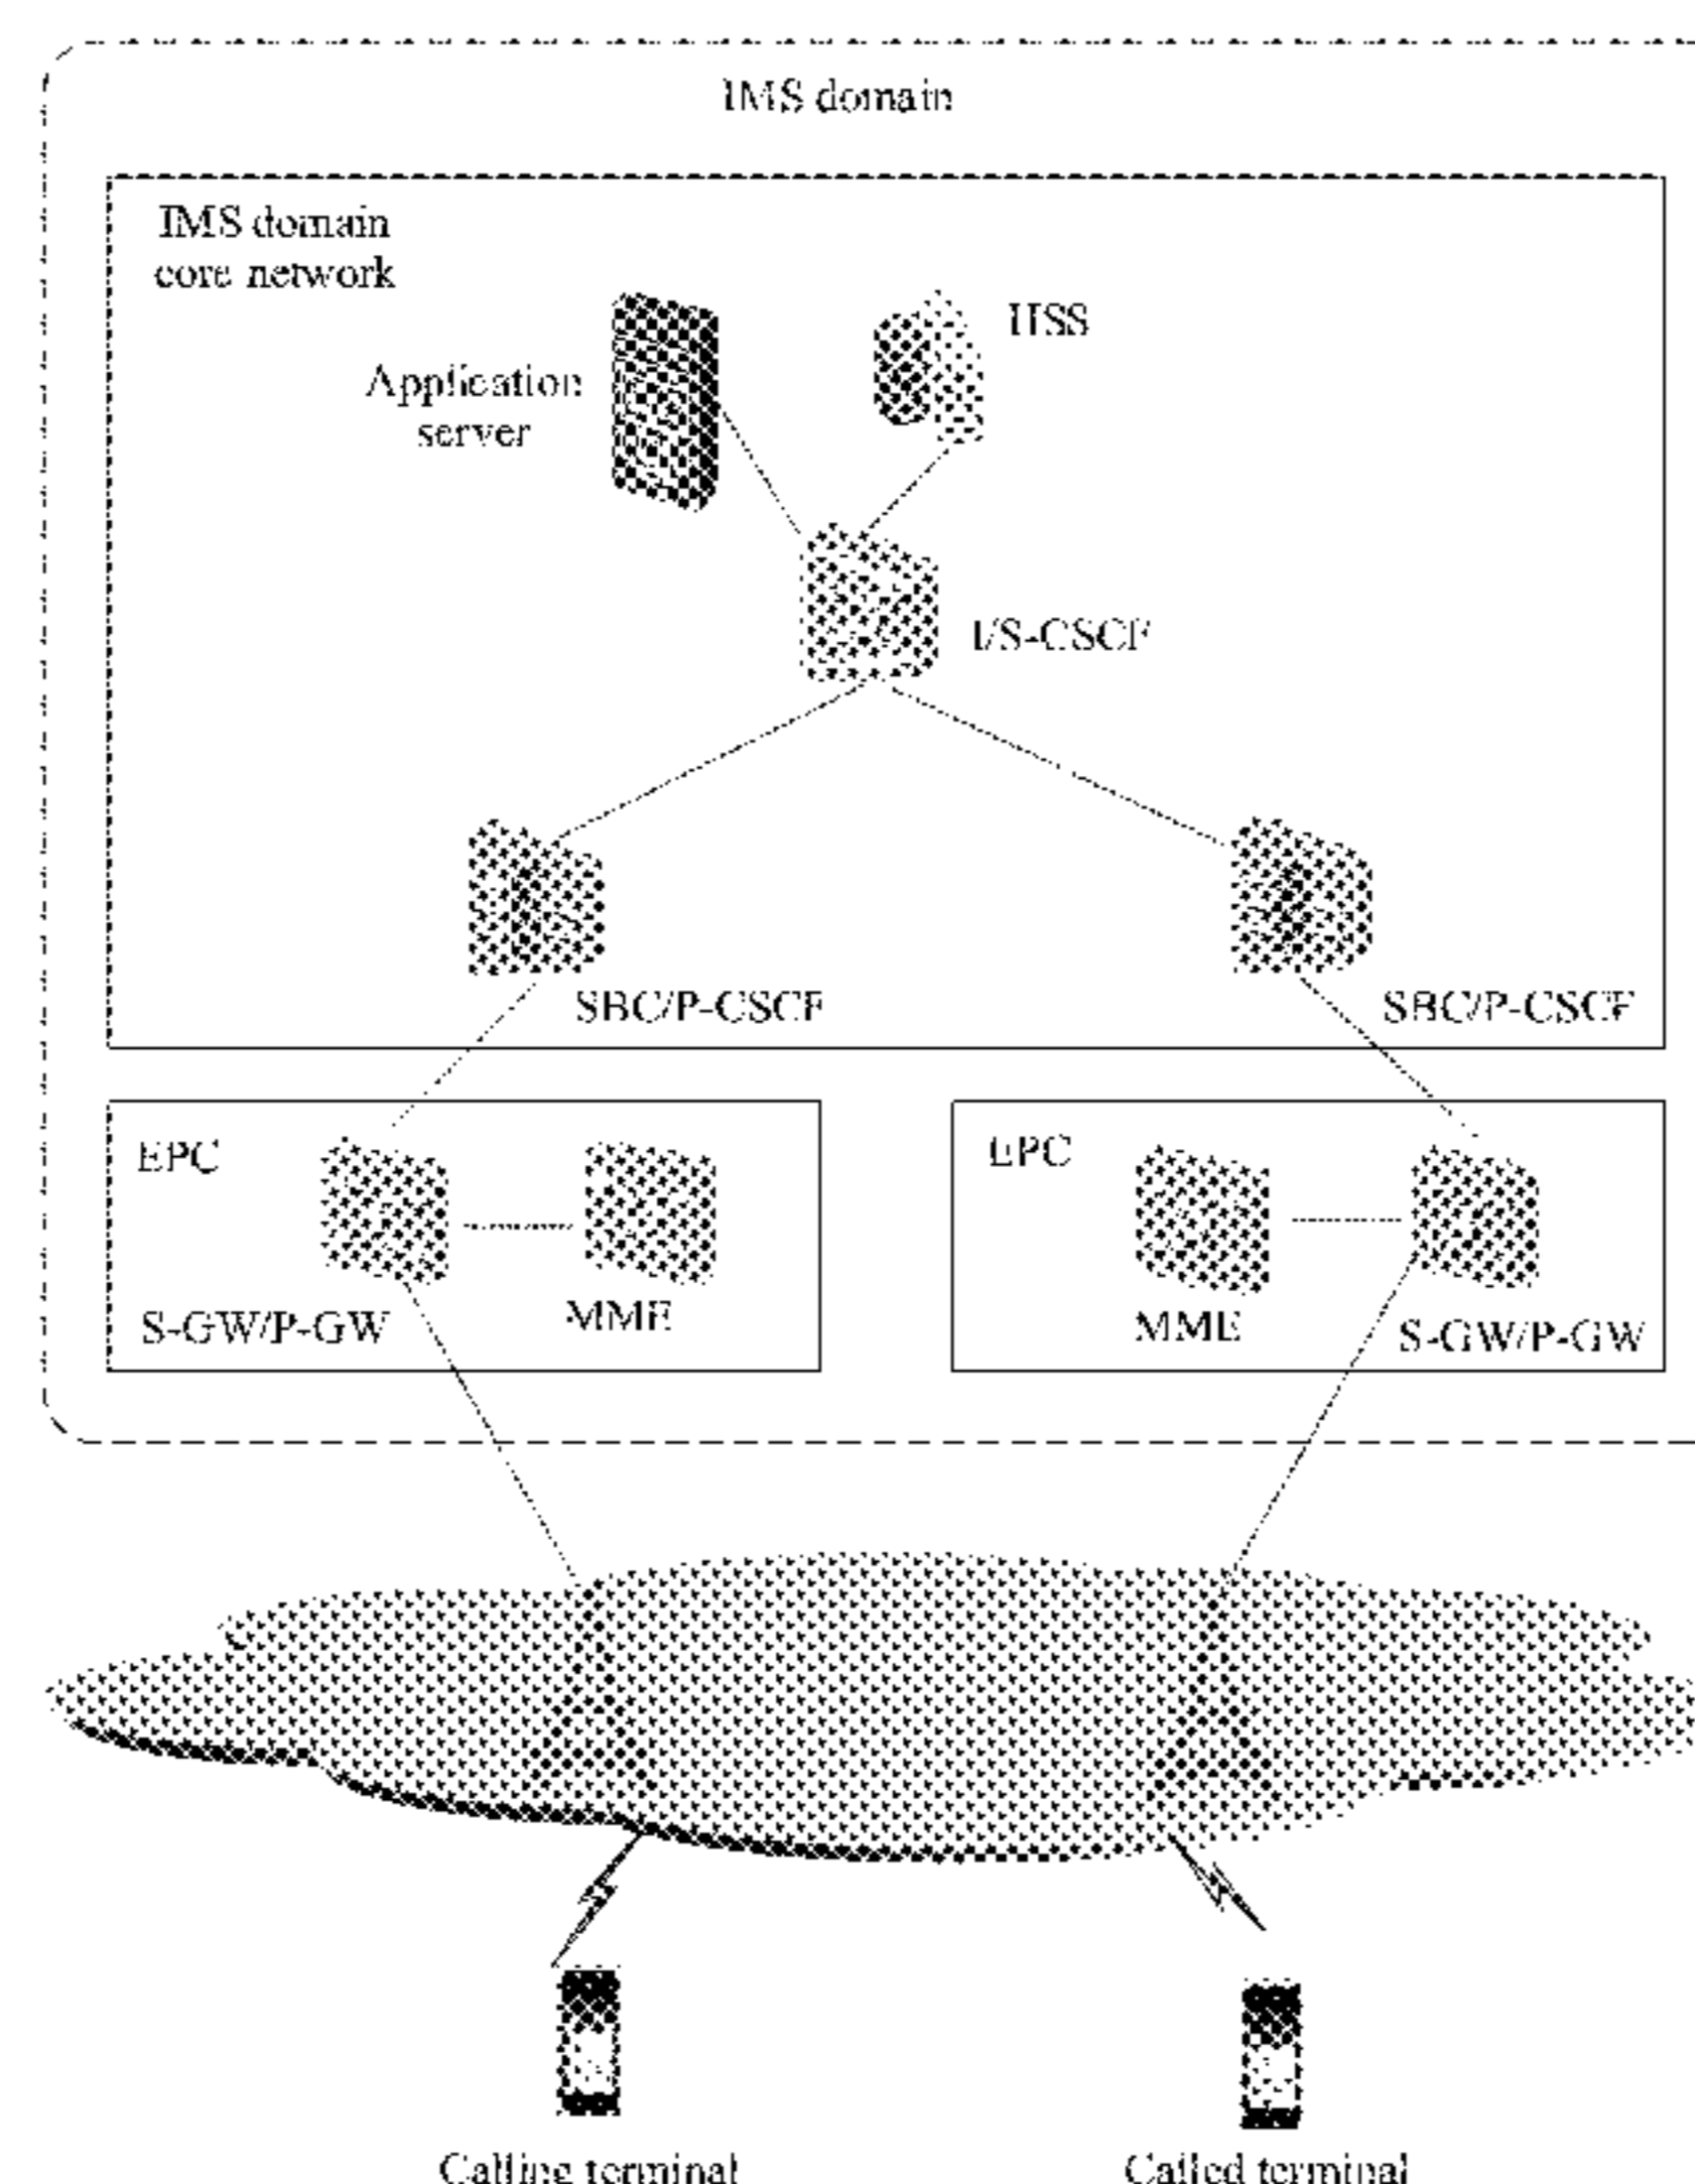 IMS domain
IMS domain
core network
HSS
Application
server
I/S-CSCF
SBC/P-CSCF
SBC/P-CSCF
EPC
EPC
S-GW/P-GW
MME
MME
S-GW/P-GW
Calling terminal
Called terminal